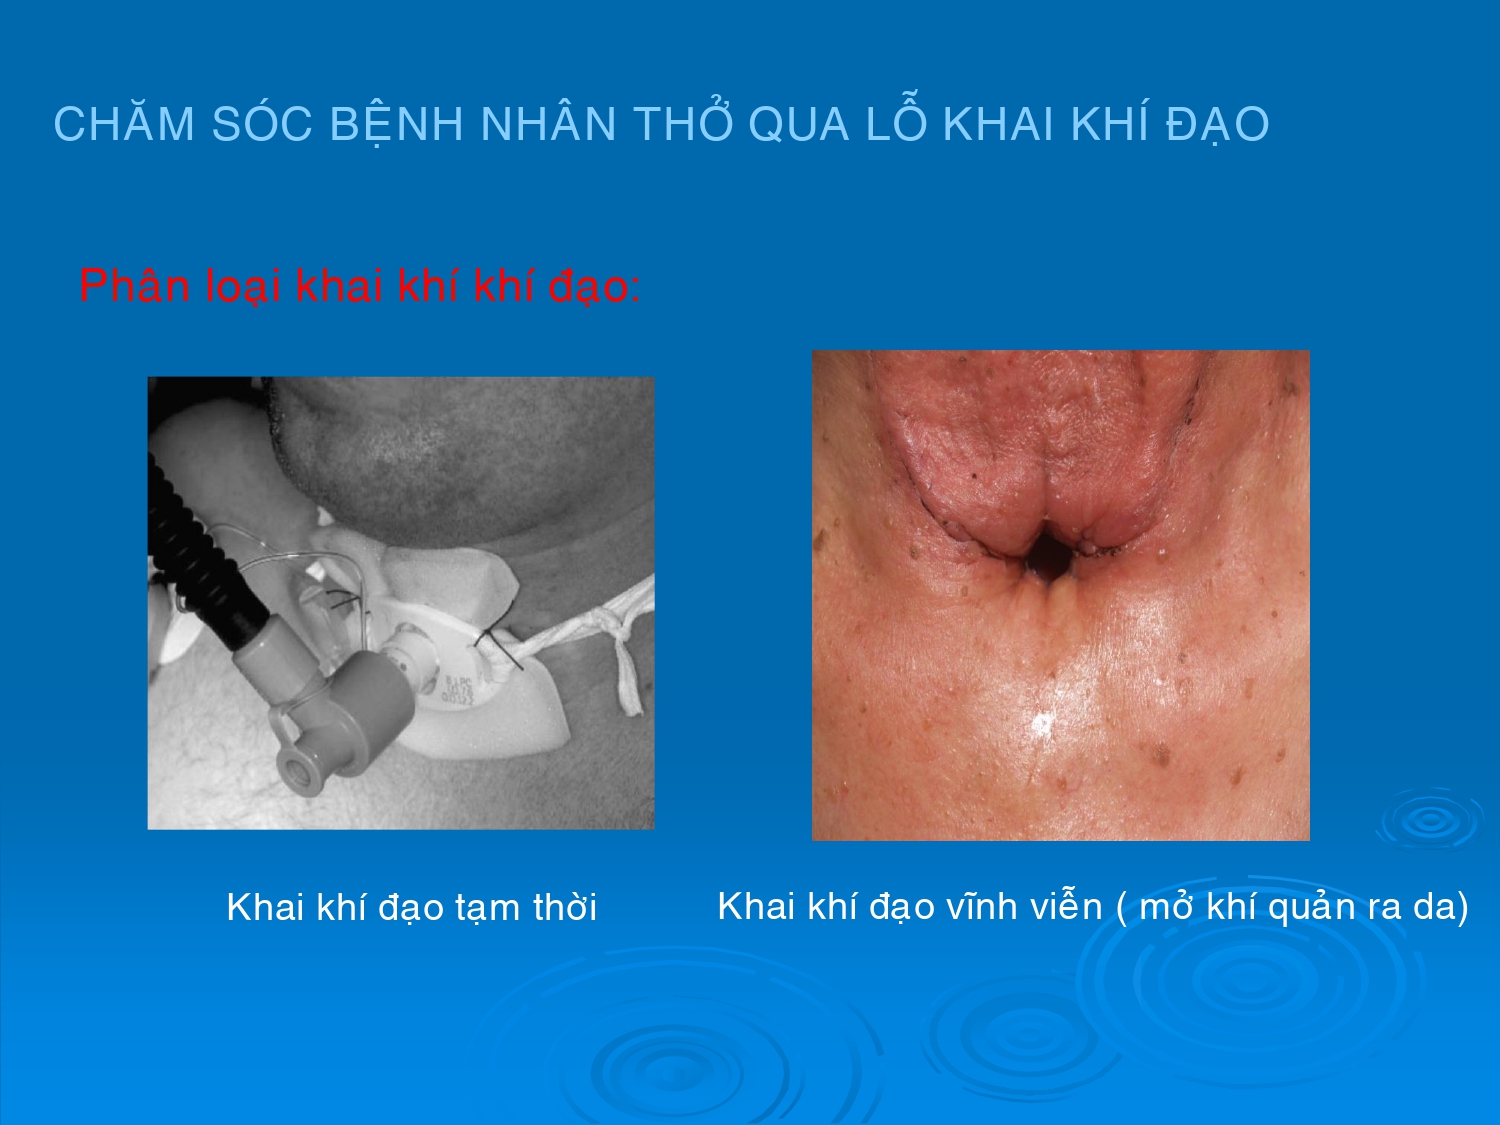 CHĂM SÓC BỆNH NHÂN THỞ QUA LỖ KHAI KHÍ ĐẠO
Phân loại khai khí khí đạo:
Khai khí đạo tạm thời
Khai khí đạo vĩnh viễn ( mở khí quản ra da)